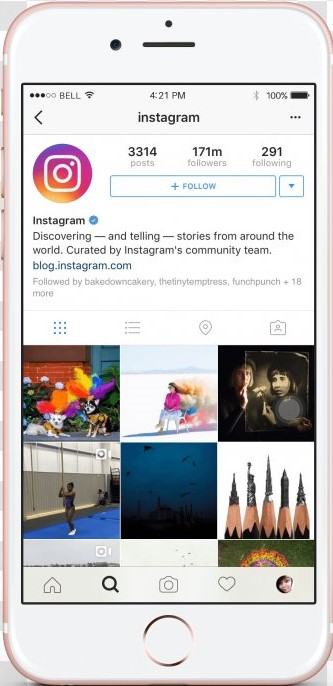 ●●●○○ BELL 4:21 PM 100%
instagram
3314 171m 291
posts followers following
+ FOLLOW
Instagram
Discovering — and telling — stories from around the
world. Curated by Instagram's community team.
blog.instagram.com
Followed by bakedowncakery, thetinytempress, funchpunch + 18
more